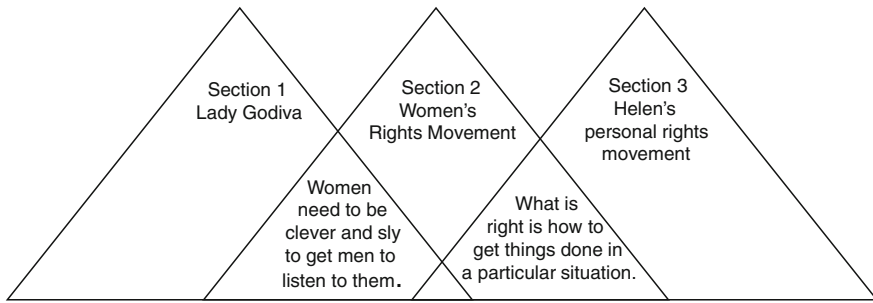 Section 1
Lady Godiva
Section 2
Women's
Rights Movement
Section 3
Helen's
personal rights
movement
Women
need to be
clever and sly
to get men to
listen to them.
What is
right is how to
get things done in
a particular situation.